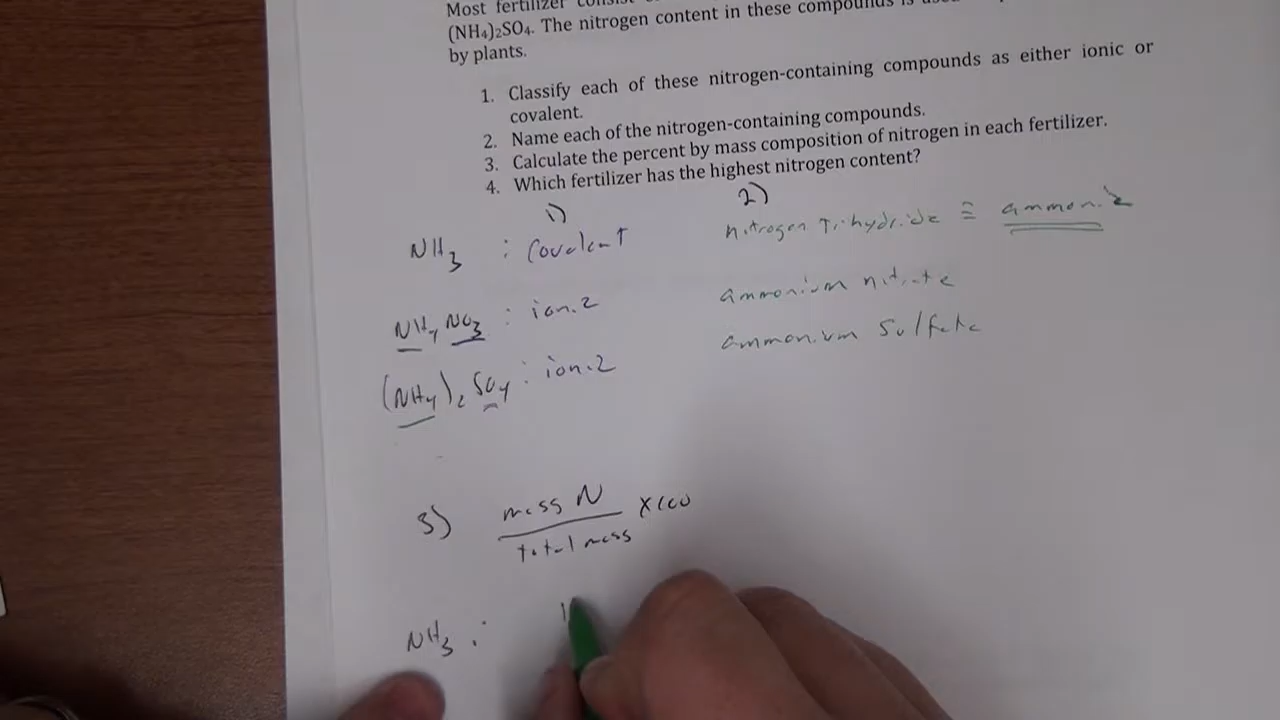 Most fertilizer consist
(NH4)2SO4. The nitrogen content in these compounds is
by plants.
1. Classify each of these nitrogen-containing compounds as either ionic or
covalent.
2. Name each of the nitrogen-containing compounds.
3. Calculate the percent by mass composition of nitrogen in each fertilizer.
4. Which fertilizer has the highest nitrogen content?
1) 2)
NH3 : Covalent nitrogen trihydride ≡ ammonia
NH4NO3 : ionic ammonium nitrate
(NH4)2SO4 : ionic ammonium sulfate
3) mass N
total mass
x100
NH3 :